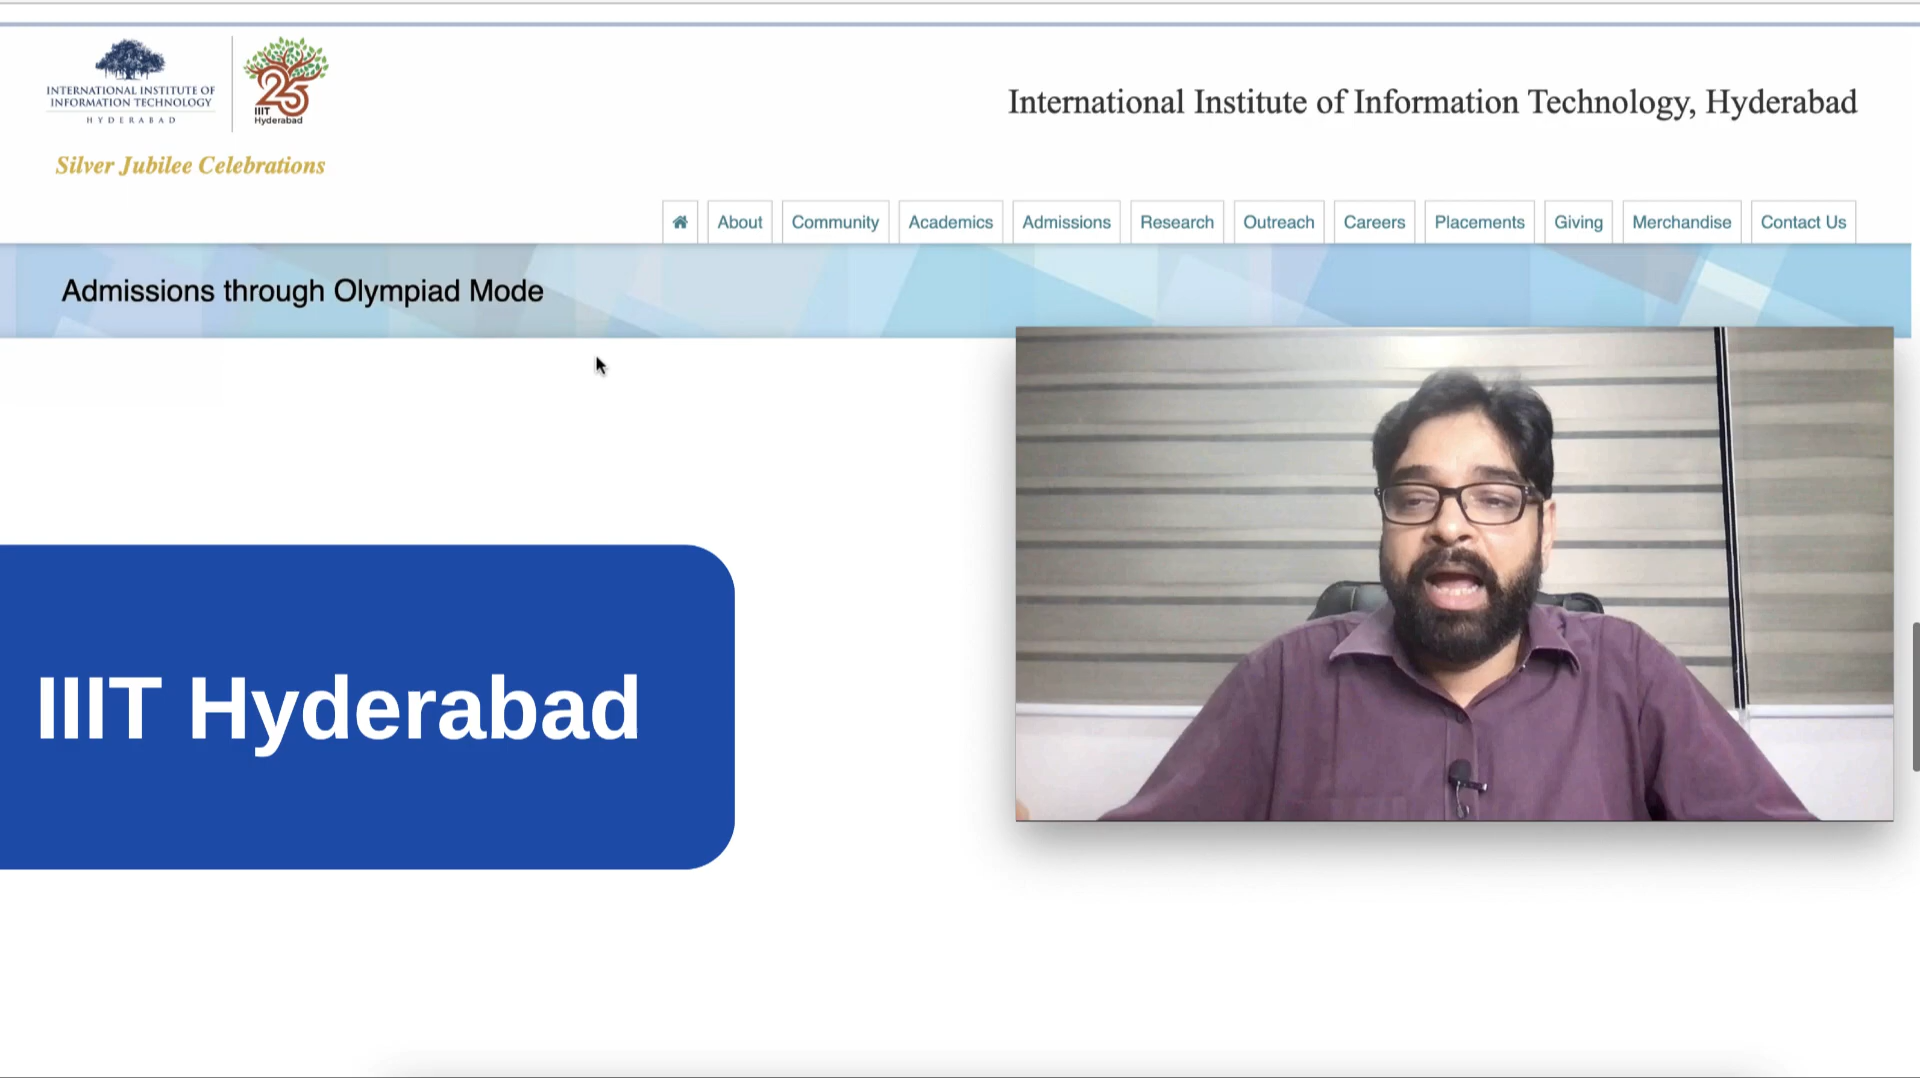 INTERNATIONAL INSTITUTE OF
INFORMATION TECHNOLOGY
HYDERABAD
25
IIIT
Hyderabad
Silver Jubilee Celebrations
International Institute of Information Technology, Hyderabad
About
Community
Academics
Admissions
Research
Outreach
Careers
Placements
Giving
Merchandise
Contact Us
Admissions through Olympiad Mode
IIIT Hyderabad